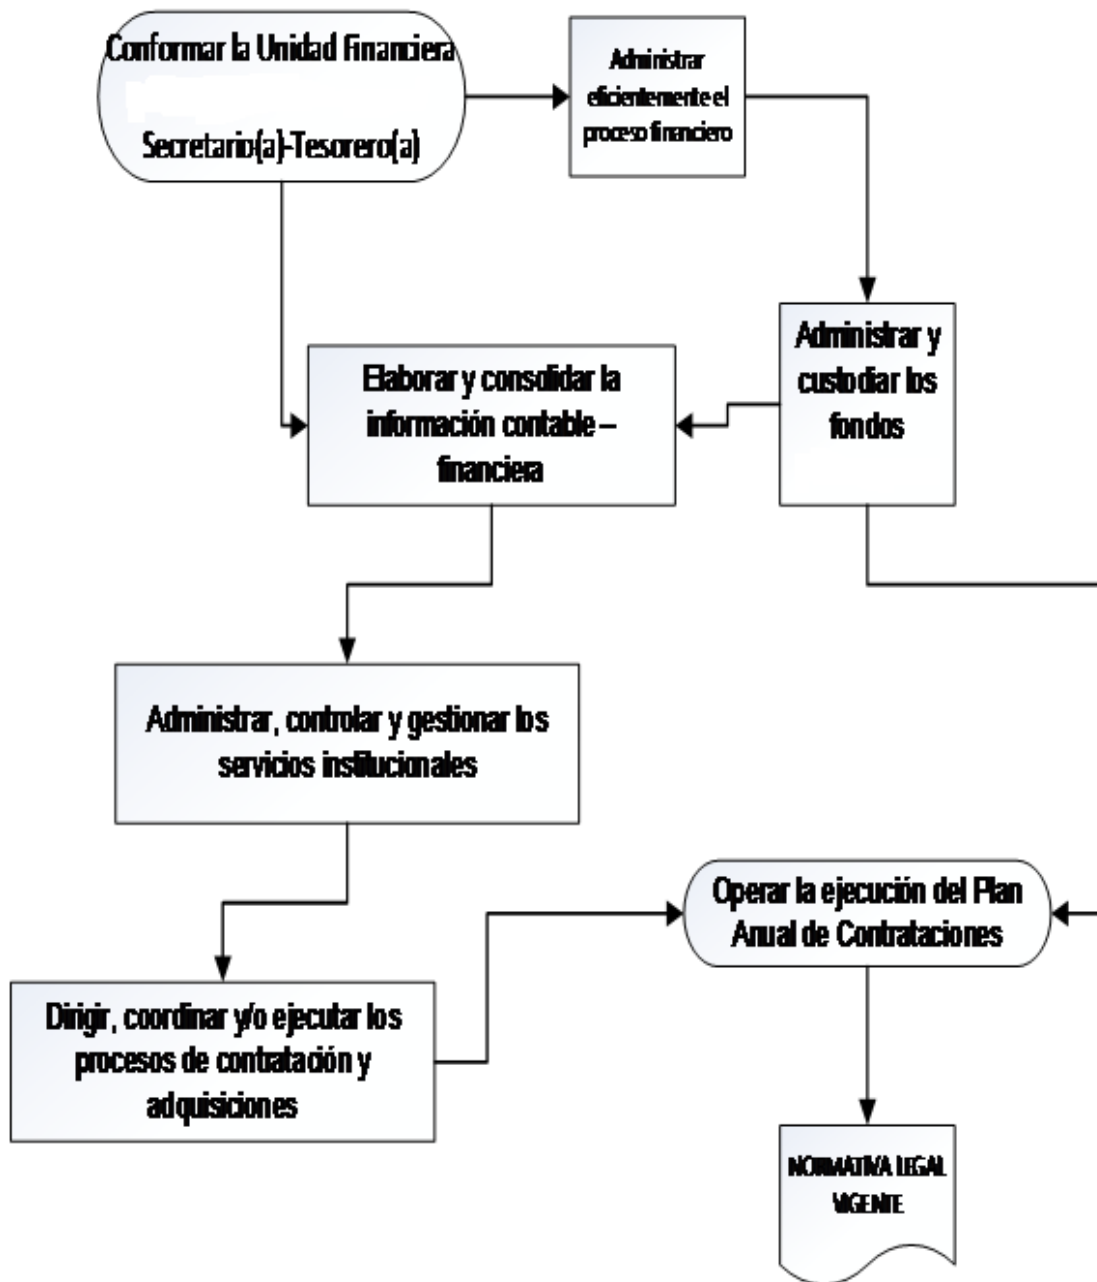 Conformar la Unidad Financiera
Secretario(a)-Tesorero(a)
Administrar
eficientemente el
proceso financiero
Administrar y
custodiar los
fondos
Elaborar y consolidar la
información contable –
financiera
Administrar, controlar y gestionar los
servicios institucionales
Operar la ejecución del Plan
Anual de Contrataciones
Dirigir, coordinar y/o ejecutar los
procesos de contratación y
adquisiciones
NORMATIVA LEGAL
VIGENTE